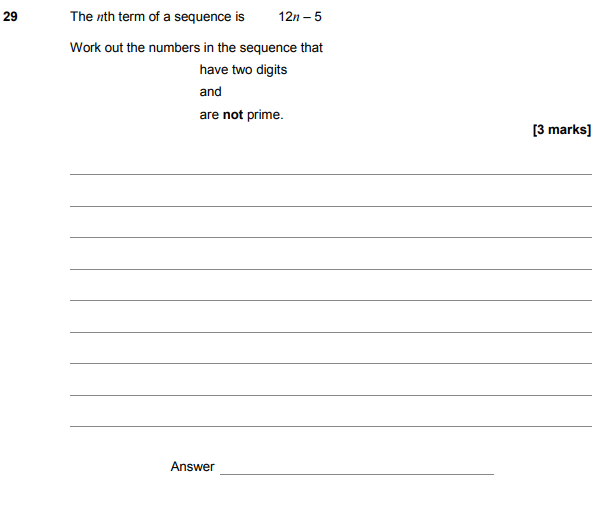 29 The nth term of a sequence is 12n – 5
Work out the numbers in the sequence that
have two digits
and
are not prime.
[3 marks]
Answer